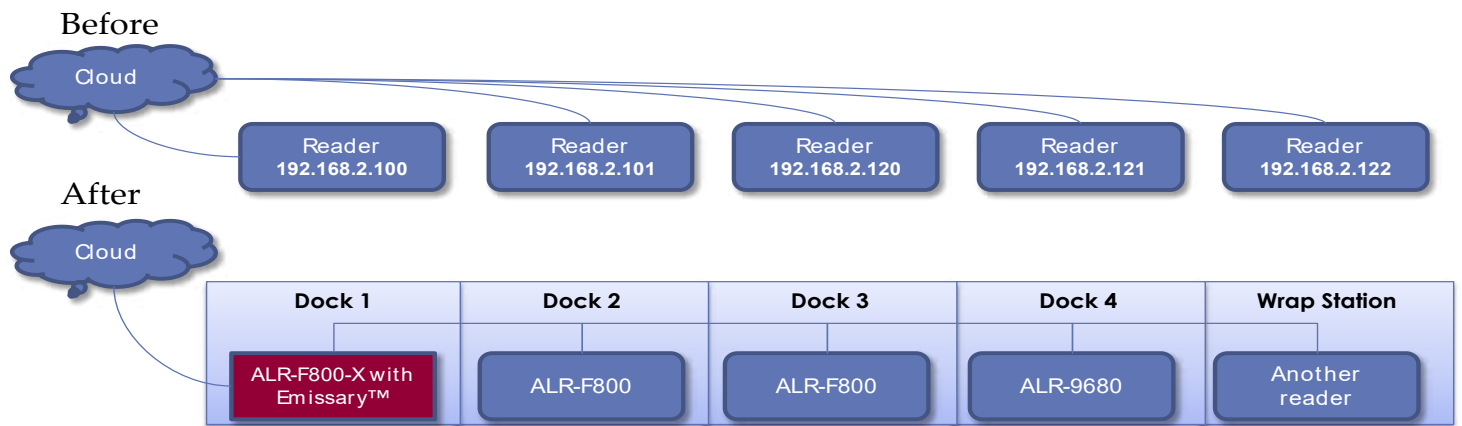 Before
Cloud
Reader
192.168.2.100
Reader
192.168.2.101
Reader
192.168.2.120
Reader
192.168.2.121
Reader
192.168.2.122
After
Cloud
Dock 1
Dock 2
Dock 3
Dock 4
Wrap Station
ALR-F800-X with
Emissary™
ALR-F800
ALR-F800
ALR-9680
Another
reader